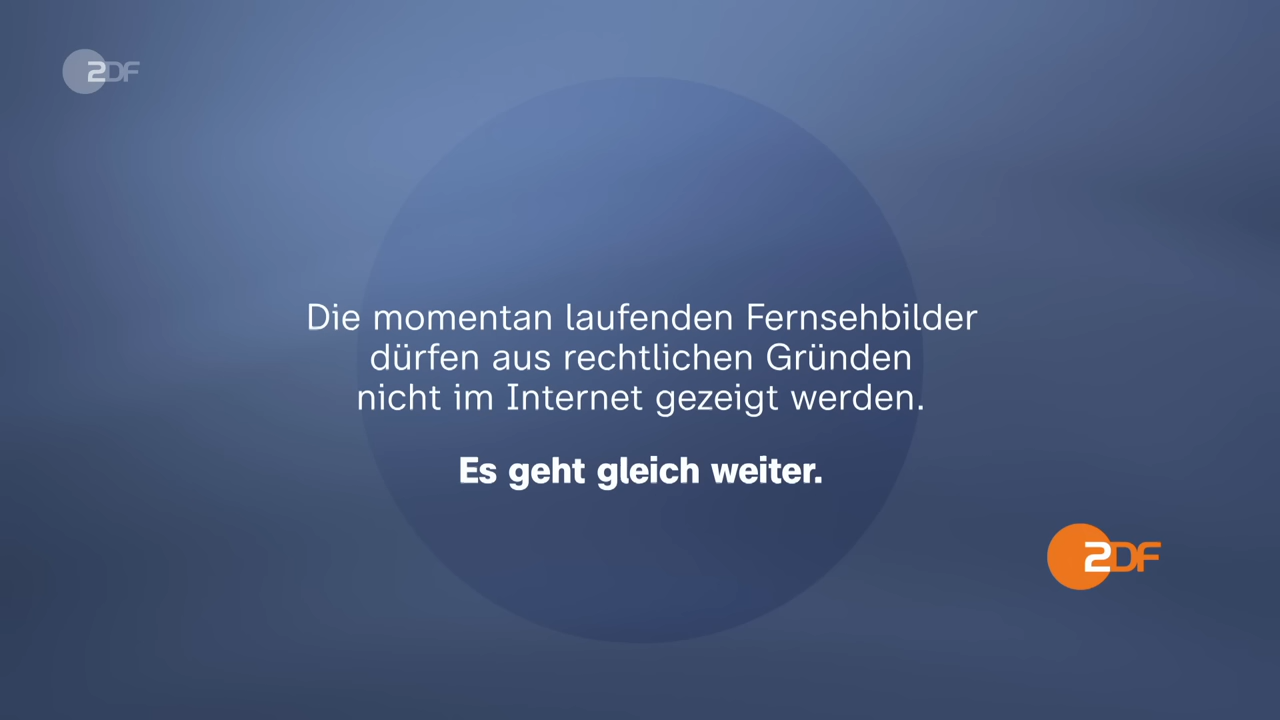 ZDF
Die momentan laufenden Fernsehbilder
dürfen aus rechtlichen Gründen
nicht im Internet gezeigt werden.
Es geht gleich weiter.
ZDF